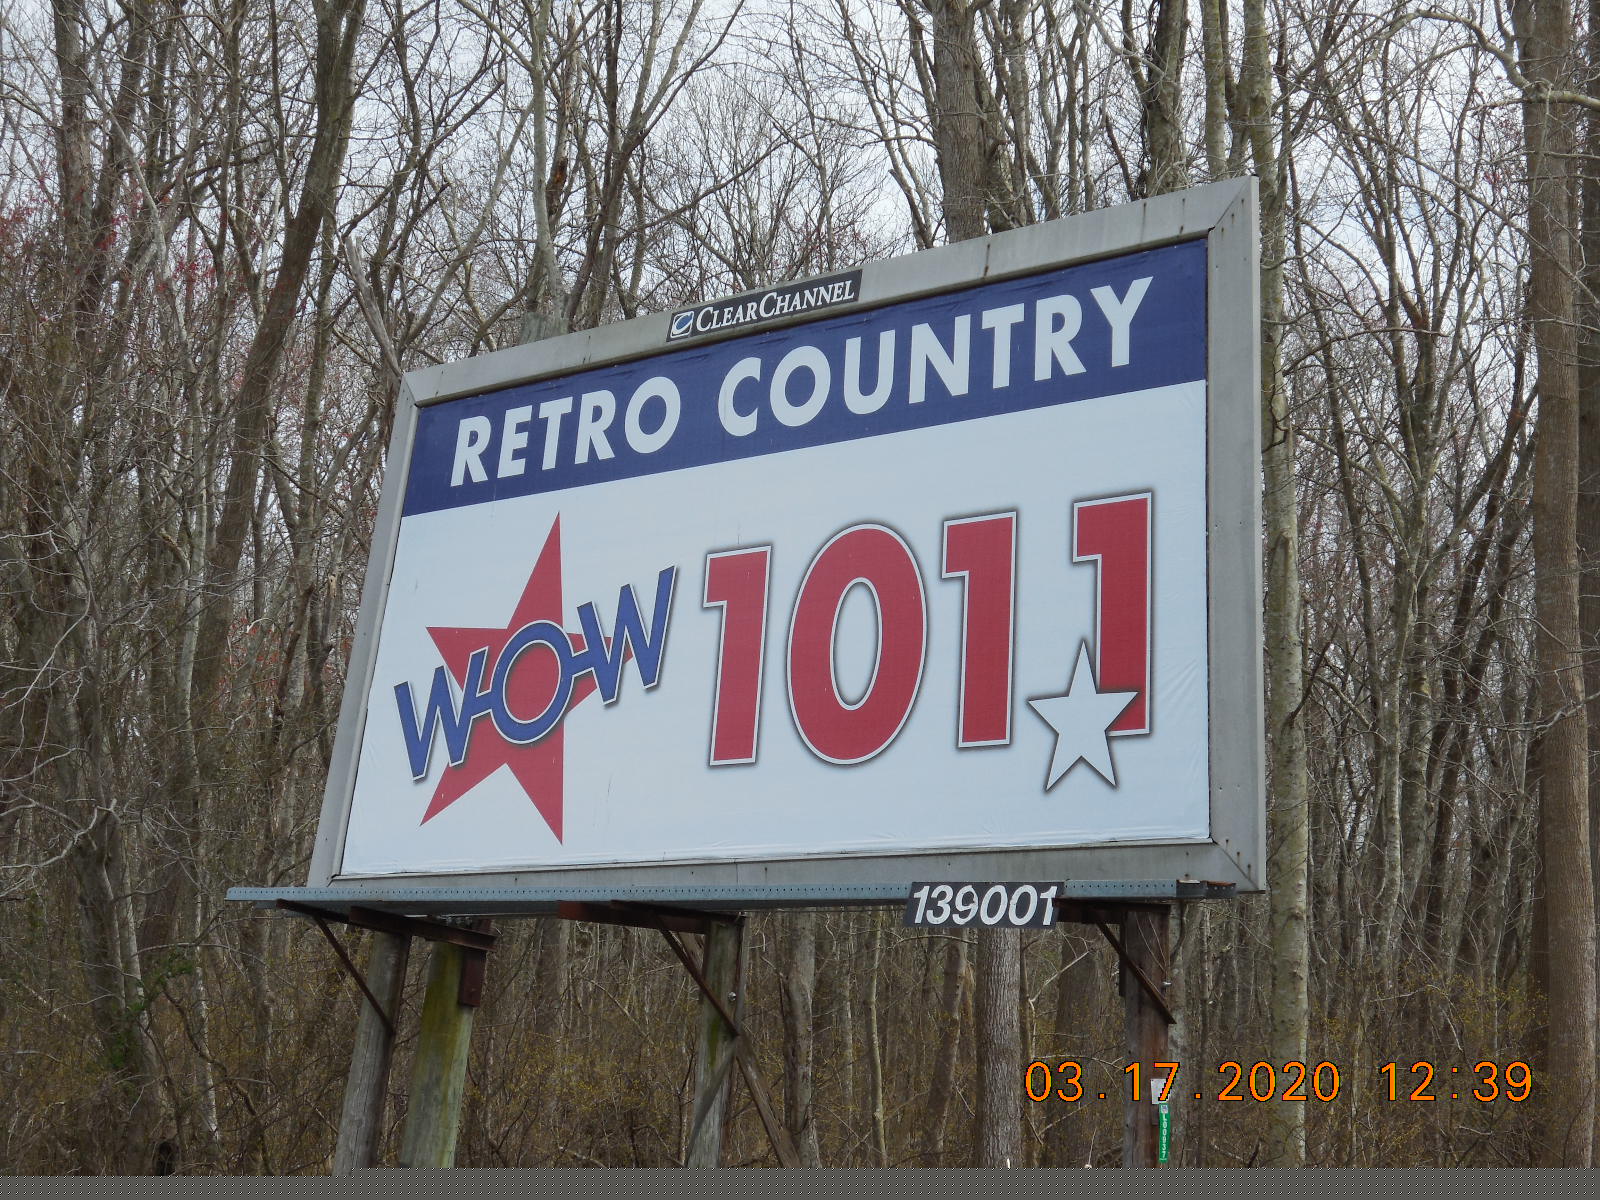 CLEARCHANNEL
RETRO COUNTRY
WOW 101.1
139001
03.17.2020 12:39